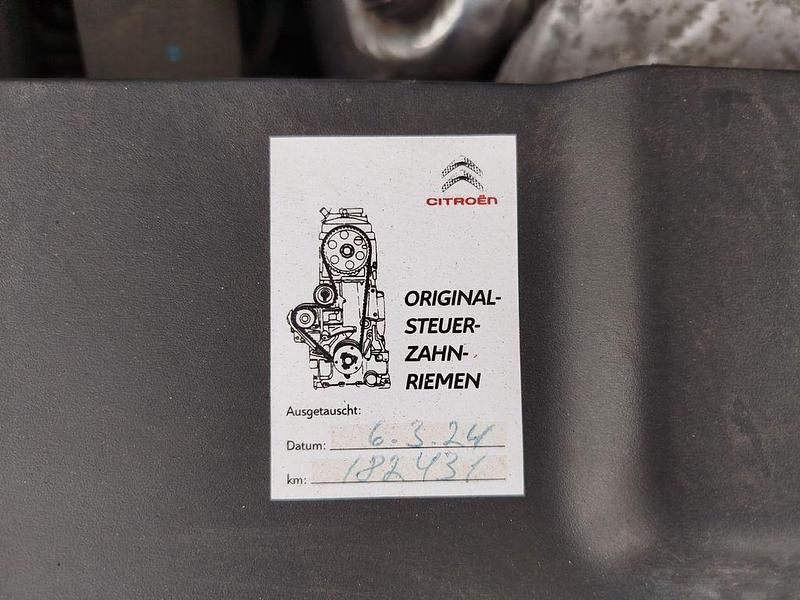 CITROËN
ORIGINAL-
STEUER-
ZAHN-
RIEMEN
Ausgetauscht:
Datum: 6.3.24
km: 182431